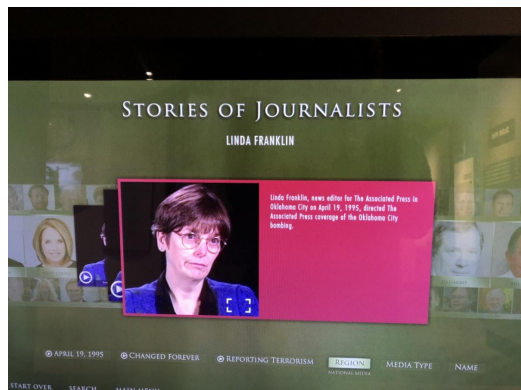 STORIES OF JOURNALISTS
LINDA FRANKLIN
Linda Franklin, news editor for The Associated Press in
Oklahoma City on April 19, 1995, directed The
Associated Press coverage of the Oklahoma City
bombing.
APRIL 19, 1995 CHANGED FOREVER REPORTING TERRORISM REGION MEDIA TYPE NAME
NATIONAL MEDIA
START OVER SEARCH MAIN MENU